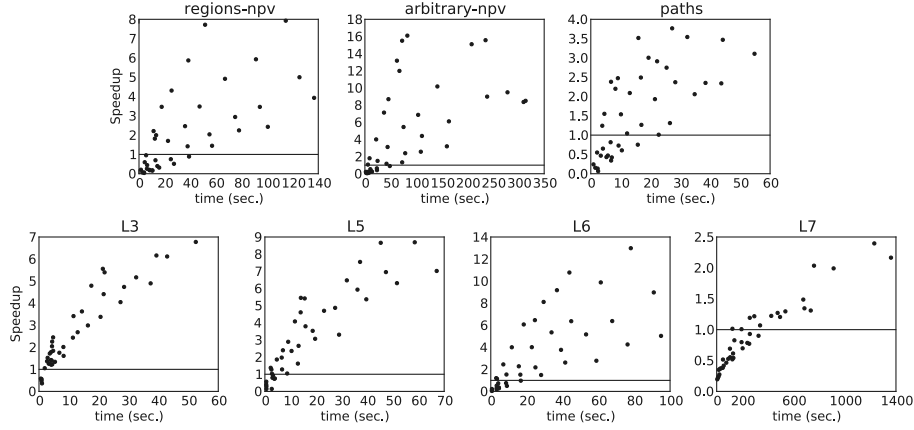 regions-npv
arbitrary-npv
paths
Speedup
8
7
6
5
4
3
2
1
0
0 20 40 60 80 100 120 140
time (sec.)
18
16
14
12
10
8
6
4
2
0
0 50 100 150 200 250 300 350
time (sec.)
4.0
3.5
3.0
2.5
2.0
1.5
1.0
0.5
0.0
0 10 20 30 40 50 60
time (sec.)
L3
L5
L6
L7
Speedup
7
6
5
4
3
2
1
0
0 10 20 30 40 50 60
time (sec.)
9
8
7
6
5
4
3
2
1
0
0 10 20 30 40 50 60 70
time (sec.)
14
12
10
8
6
4
2
0
0 20 40 60 80 100
time (sec.)
2.5
2.0
1.5
1.0
0.5
0.0
0 200 600 1000 1400
time (sec.)